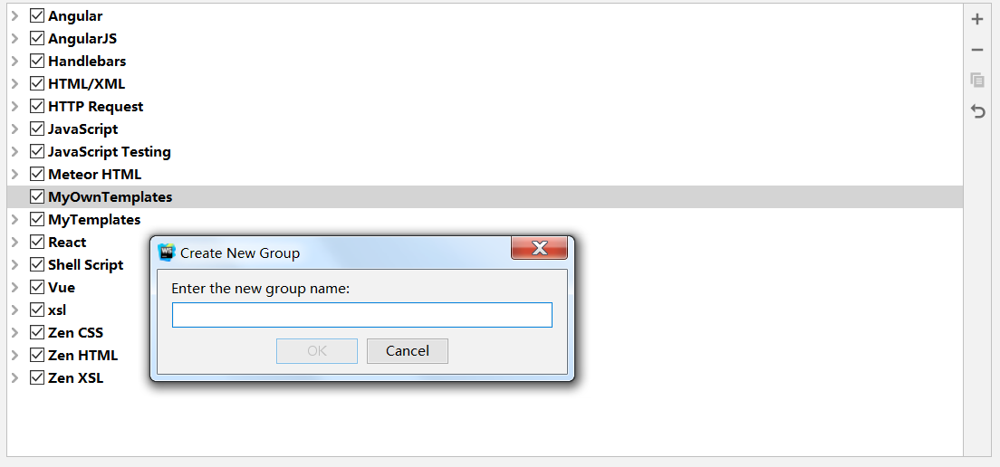 Angular
AngularJS
Handlebars
HTML/XML
HTTP Request
JavaScript
JavaScript Testing
Meteor HTML
MyOwnTemplates
MyTemplates
React
Shell Script
Vue
xsl
Zen CSS
Zen HTML
Zen XSL
WS
Create New Group
Enter the new group name:
OK
Cancel